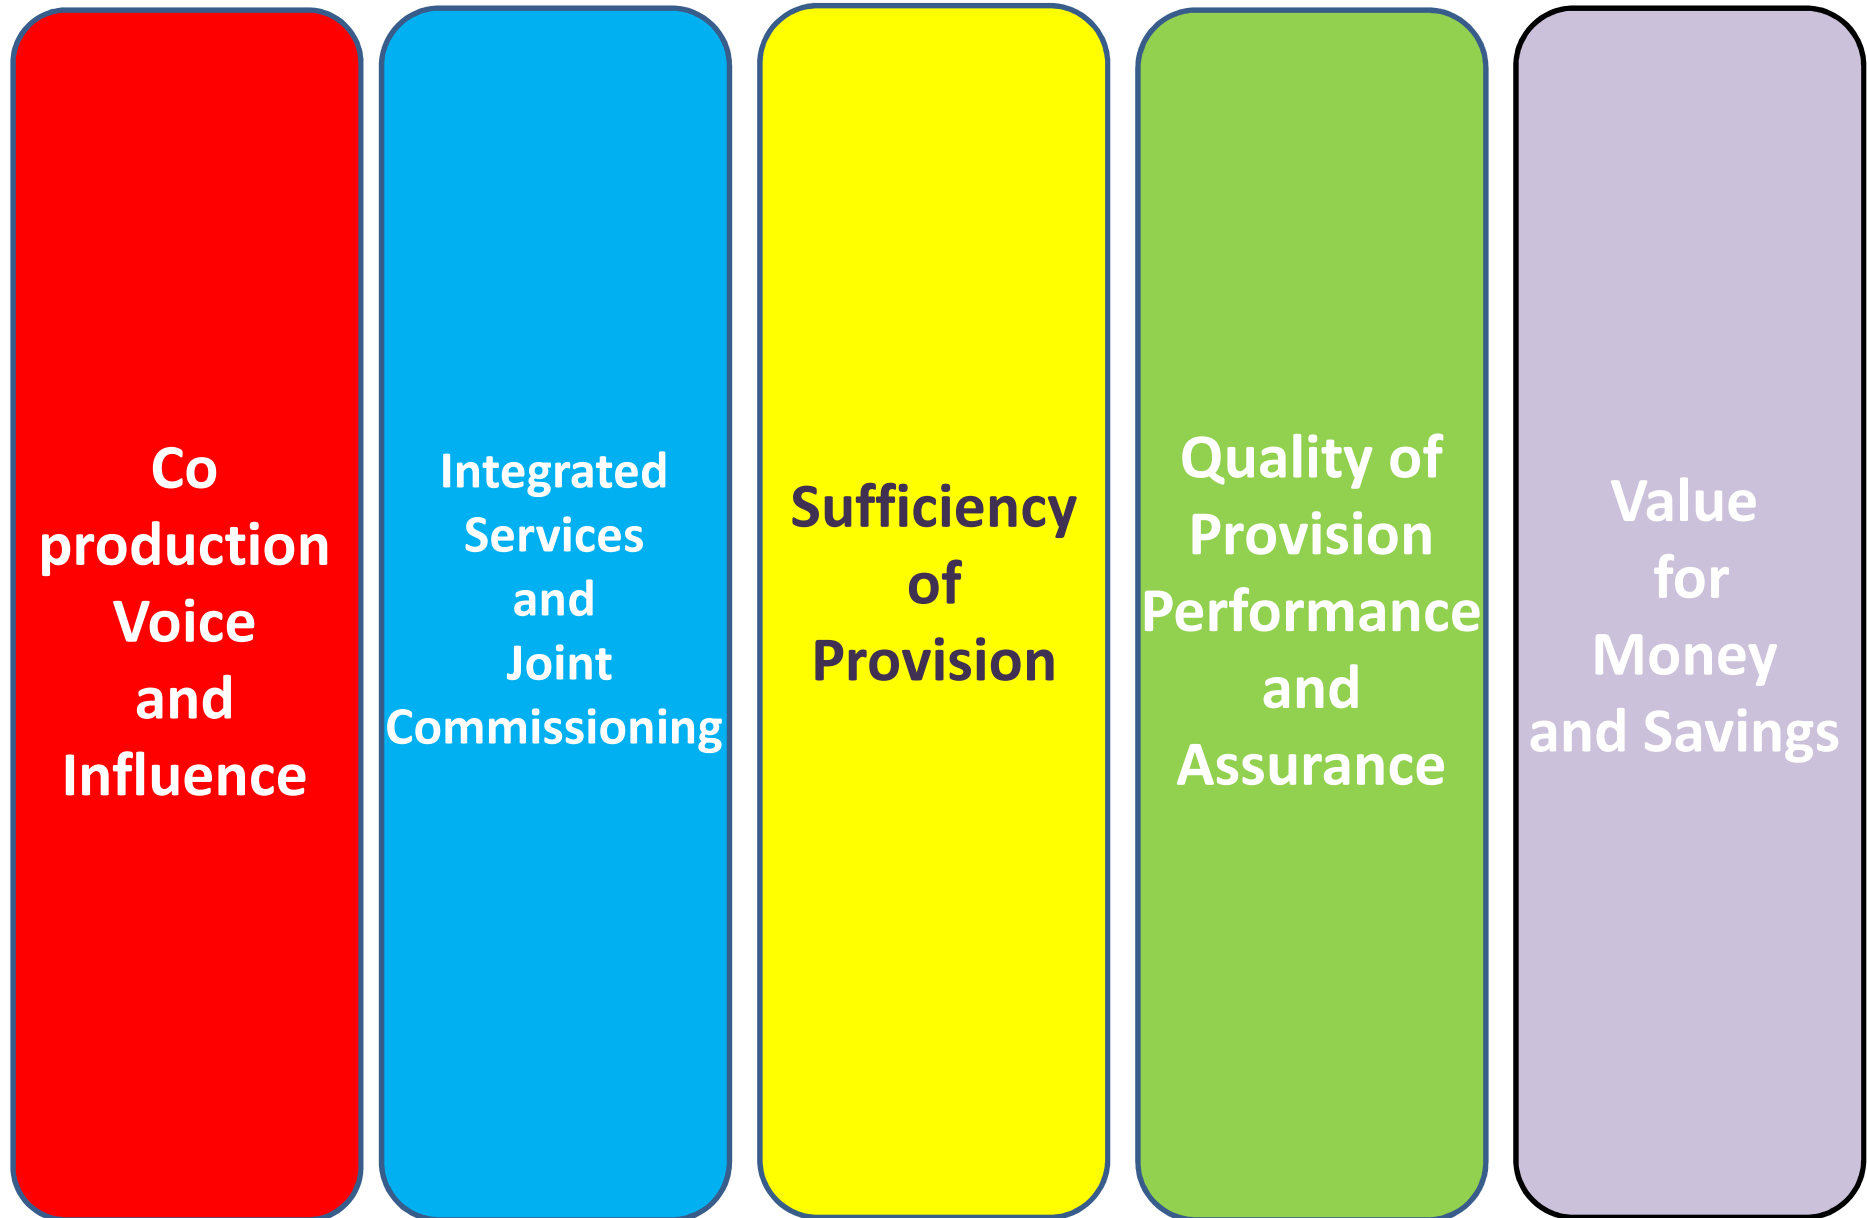 Co
production
Voice
and
Influence
Integrated
Services
and
Joint
Commissioning
Sufficiency
of
Provision
Quality of
Provision
Performance
and
Assurance
Value
for
Money
and Savings